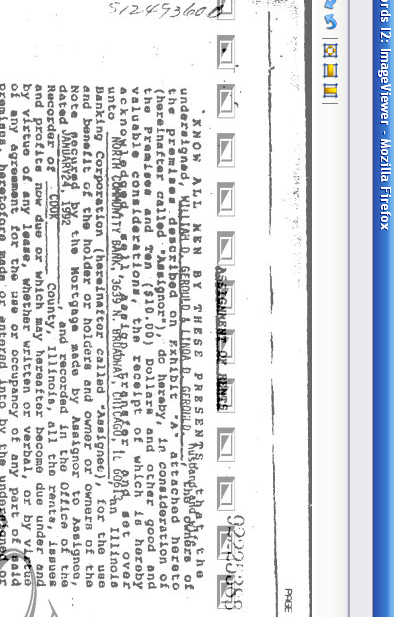 ords I2: ImageViewer - Mozilla Firefox
PAGE
92225383
ASSIGNMENT OF RENTS
KNOW ALL MEN BY THESE PRESENTS, that the
undersigned, WILLIAM D. GEROULD & LINDA D. GEROULD, husband and wife the owners of
the premises described on Exhibit "A" attached hereto
(hereinafter called "Assignor"), do hereby, in consideration of
the Premises and Ten ($10.00) Dollars and other good and
valuable considerations, the receipt of which is hereby
acknowledged, sell, assign, transfer and set over
unto NORTH COMMUNITY BANK, 3639 N. BROADWAY, CHICAGO, IL 60613 an Illinois
Banking Corporation (hereinafter called "Assignee), for the use
and benefit of the holder or holders and owner or owners of the
Note secured by the Mortgage made by Assignor to Assignee,
dated JANUARY 24, 1992, and recorded in the Office of the
Recorder of COOK County, Illinois, all the rents, issues
and profits now due or which may hereafter become due under and
by virtue of any lease, whether written or verbal, or by virtue
of any agreement for the use or occupancy of any part of said
premises, heretofore made or entered into by the undersigned or